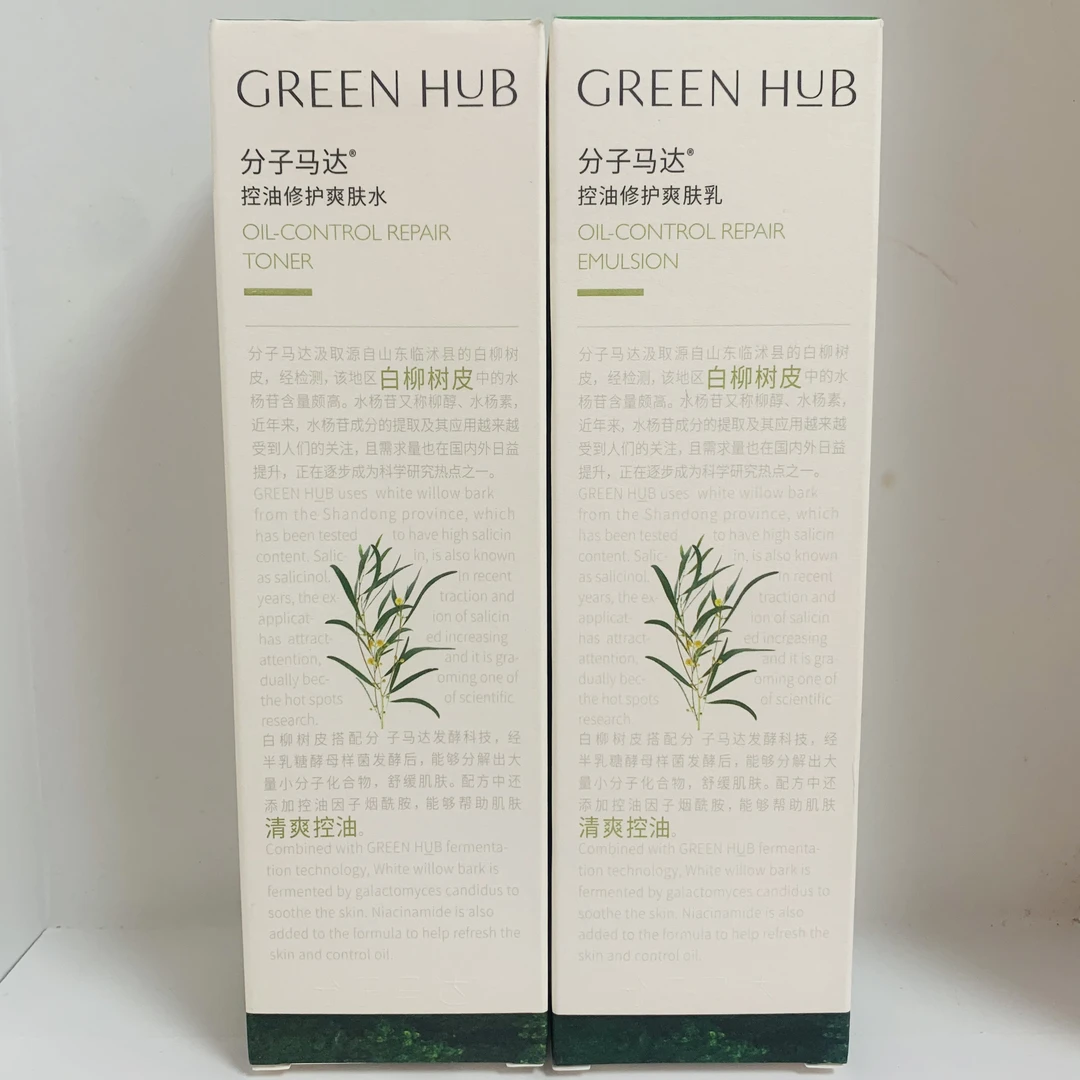 GREEN HUB
分子马达®
控油修护爽肤水
OIL-CONTROL REPAIR
TONER
分子马达汲取源自山东临沭县的白柳树
皮，经检测，该地区白柳树皮中的水
杨苷含量颇高。水杨苷又称柳醇、水杨素，
近年来，水杨苷成分的提取及其应用越来越
受到人们的关注，且需求量也在国内外日益
提升，正在逐步成为科学研究热点之一。
GREEN HUB uses white willow bark
from the Shandong province, which
has been tested to have high salicin
content. Salic- in, is also known
as salicinol. in recent
years, the ex- traction and
applicat- ion of salicin
has attract- ed increasing
attention, and it is gra-
dually bec- oming one of
the hot spots of scientific
research.
白柳树皮搭配分 子马达发酵科技，经
半乳糖酵母样菌发酵后，能够分解出大
量小分子化合物，舒缓肌肤。配方中还
添加控油因子烟酰胺，能够帮助肌肤
清爽控油。
Combined with GREEN HUB fermenta-
tion technology, White willow bark is
fermented by galactomyces candidus to
soothe the skin. Niacinamide is also
added to the formula to help refresh the
skin and control oil.
GREEN HUB
分子马达®
控油修护爽肤乳
OIL-CONTROL REPAIR
EMULSION
分子马达汲取源自山东临沭县的白柳树
皮，经检测，该地区白柳树皮中的水
杨苷含量颇高。水杨苷又称柳醇、水杨素，
近年来，水杨苷成分的提取及其应用越来越
受到人们的关注，且需求量也在国内外日益
提升，正在逐步成为科学研究热点之一。
GREEN HUB uses white willow bark
from the Shandong province, which
has been tested to have high salicin
content. Salic- in, is also known
as salicinol. in recent
years, the ex- traction and
applicat- ion of salicin
has attract- ed increasing
attention, and it is gra-
dually bec- oming one of
the hot spots of scientific
research.
白柳树皮搭配分 子马达发酵科技，经
半乳糖酵母样菌发酵后，能够分解出大
量小分子化合物，舒缓肌肤。配方中还
添加控油因子烟酰胺，能够帮助肌肤
清爽控油。
Combined with GREEN HUB fermenta-
tion technology, White willow bark is
fermented by galactomyces candidus to
soothe the skin. Niacinamide is also
added to the formula to help refresh the
skin and control oil.